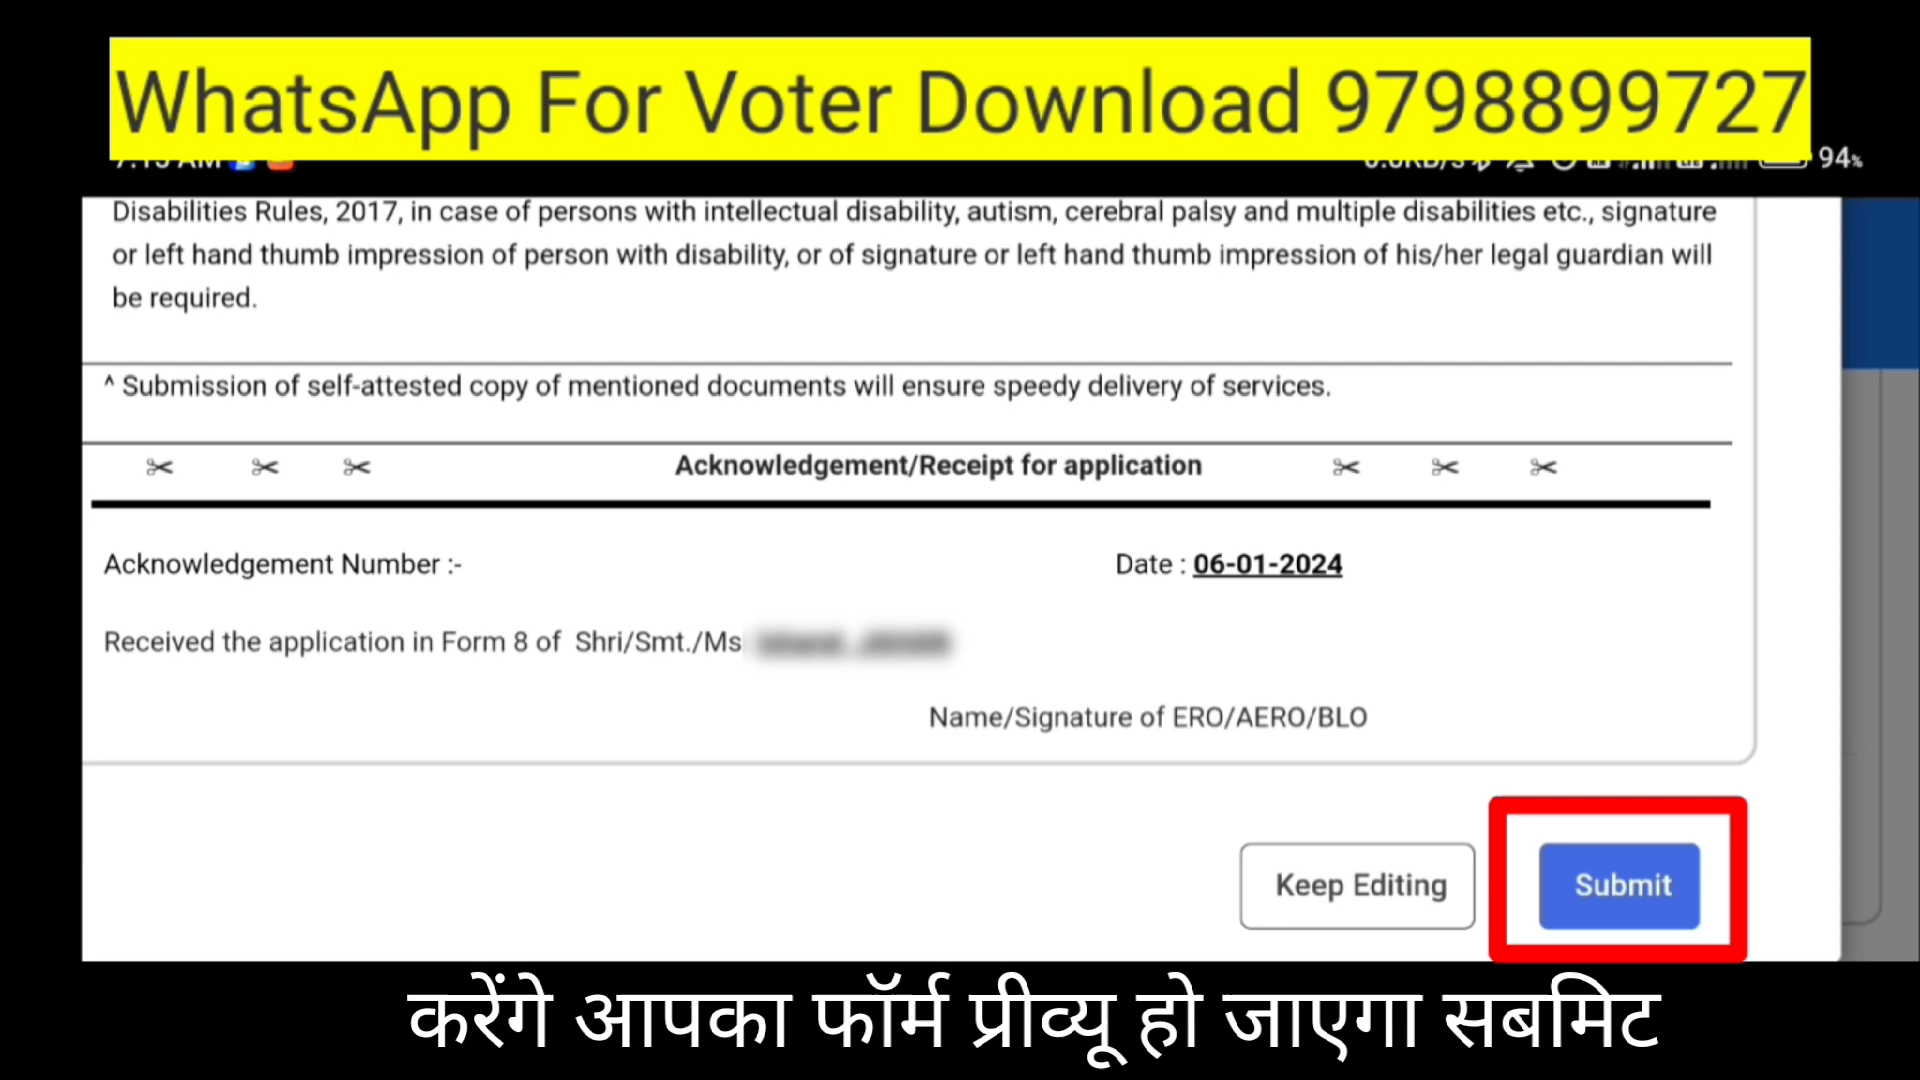 WhatsApp For Voter Download 9798899727
94%
Disabilities Rules, 2017, in case of persons with intellectual disability, autism, cerebral palsy and multiple disabilities etc., signature
or left hand thumb impression of person with disability, or of signature or left hand thumb impression of his/her legal guardian will
be required.
^ Submission of self-attested copy of mentioned documents will ensure speedy delivery of services.
Acknowledgement/Receipt for application
Acknowledgement Number :- Date : 06-01-2024
Received the application in Form 8 of Shri/Smt./Ms
Name/Signature of ERO/AERO/BLO
Keep Editing Submit
करेंगे आपका फॉर्म प्रीव्यू हो जाएगा सबमिट